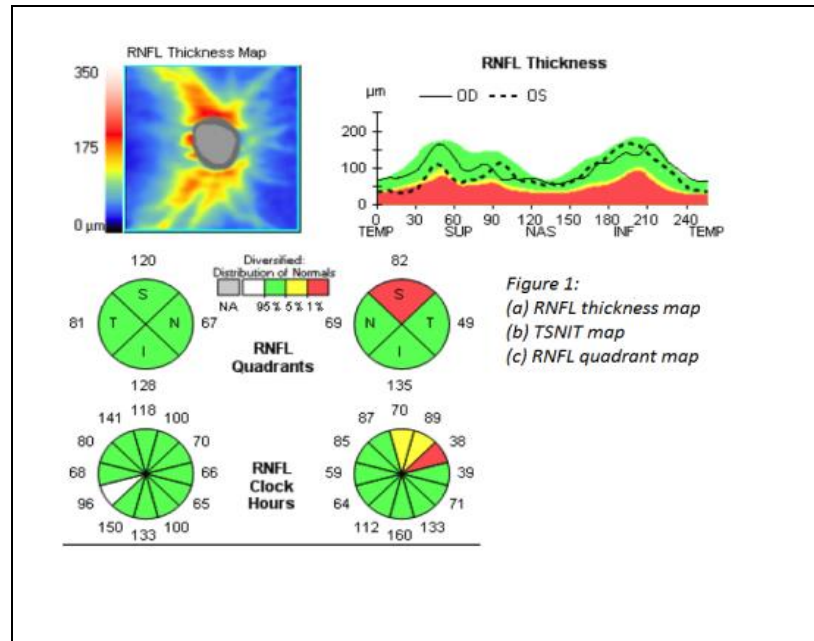 RNFL Thickness Map
350
175
0 µm
RNFL Thickness
µm
OD
OS
200
100
0
0 30 60 90 120 150 180 210 240
TEMP SUP NAS INF TEMP
Diversified:
Distribution of Normals
NA 95% 5% 1%
120
S
81 T N 67
I
128
RNFL
Quadrants
82
S
69 N T 49
I
135
Figure 1:
(a) RNFL thickness map
(b) TSNIT map
(c) RNFL quadrant map
118
141 100
80 70
68 66
96 65
150 100
133
RNFL
Clock
Hours
70
87 89
85 38
59 39
64 71
112 133
160